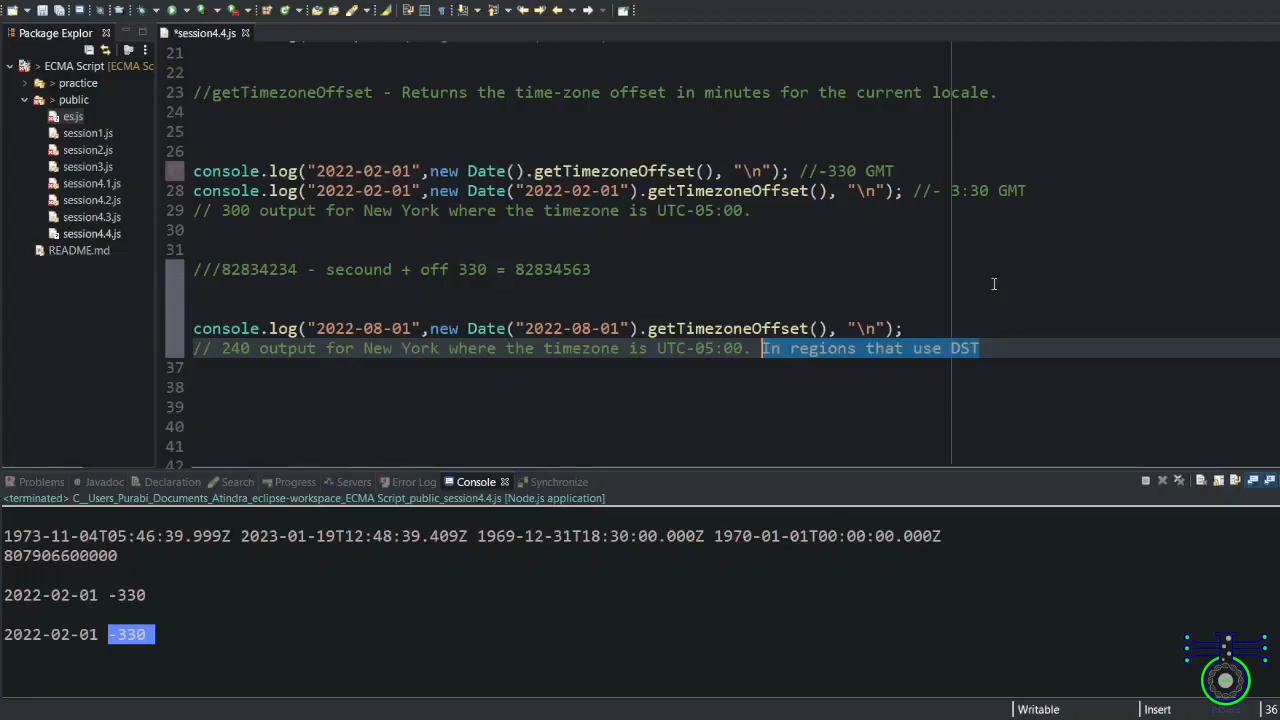 Package Explor
*session4.4.js
> ECMA Script [ECMA Sc
> practice
> public
es.js
session1.js
session2.js
session3.js
session4.1.js
session4.2.js
session4.3.js
session4.4.js
README.md
21
22
23 //getTimezoneOffset - Returns the time-zone offset in minutes for the current locale.
24
25
26
console.log("2022-02-01",new Date().getTimezoneOffset(), "\n"); //-330 GMT
28 console.log("2022-02-01",new Date("2022-02-01").getTimezoneOffset(), "\n"); //- 3:30 GMT
29 // 300 output for New York where the timezone is UTC-05:00.
30
31
///82834234 - secound + off 330 = 82834563
console.log("2022-08-01",new Date("2022-08-01").getTimezoneOffset(), "\n");
// 240 output for New York where the timezone is UTC-05:00. In regions that use DST
37
38
39
40
41
42
Problems Javadoc Declaration Search Progress Servers Error Log Console Synchronize
<terminated> C__Users_Purabi_Documents_Atindra_eclipse-workspace_ECMA Script_public_session4.4.js [Node.js application]
1973-11-04T05:46:39.999Z 2023-01-19T12:48:39.409Z 1969-12-31T18:30:00.000Z 1970-01-01T00:00:00.000Z
807906600000
2022-02-01 -330
2022-02-01 -330
Writable Insert 36